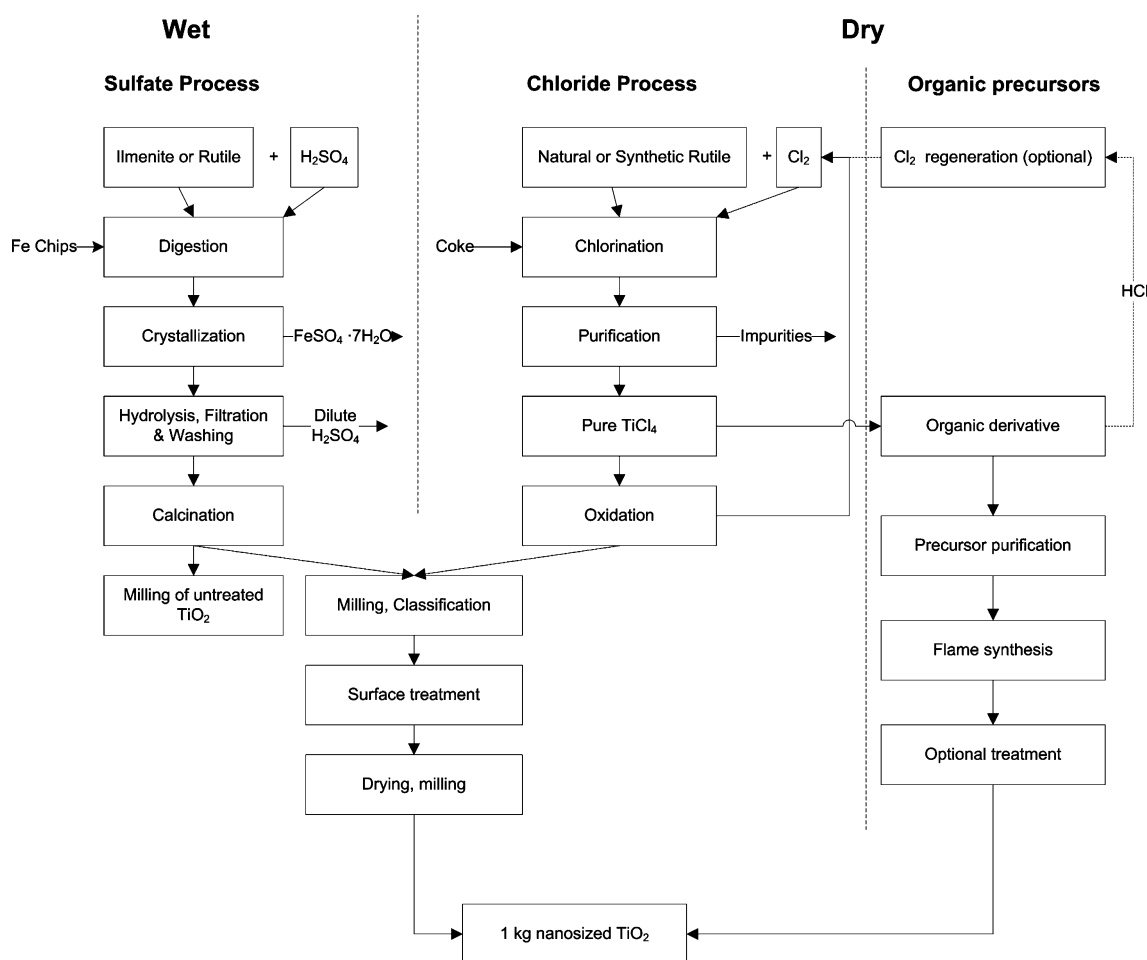 Wet
Dry
Sulfate Process
Chloride Process
Organic precursors
Ilmenite or Rutile
+
H₂SO₄
Natural or Synthetic Rutile
+
Cl₂
Cl₂ regeneration (optional)
Fe Chips
Digestion
Coke
Chlorination
HCl
Crystallization
FeSO₄ ·7H₂O
Purification
Impurities
Hydrolysis, Filtration
& Washing
Dilute
H₂SO₄
Pure TiCl₄
Organic derivative
Calcination
Oxidation
Precursor purification
Milling of untreated
TiO₂
Milling, Classification
Flame synthesis
Surface treatment
Optional treatment
Drying, milling
1 kg nanosized TiO₂